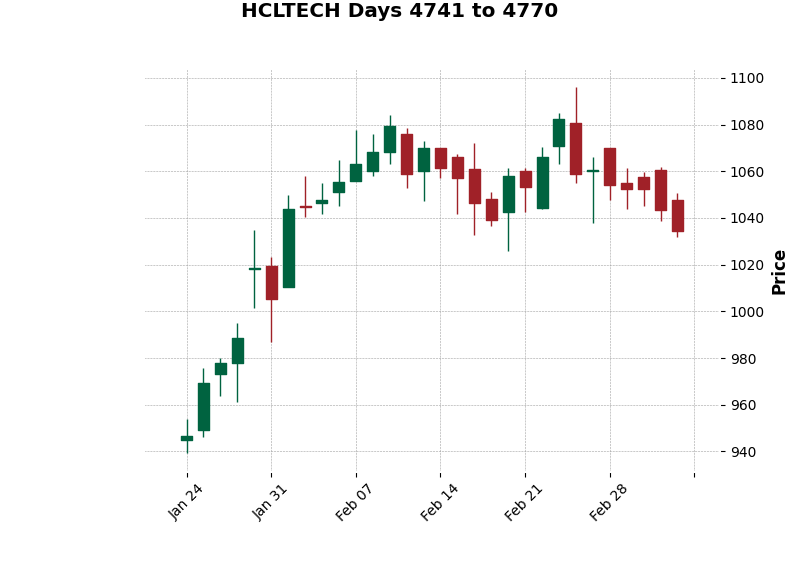 HCLTECH Days 4741 to 4770
1100
1080
1060
1040
1020
1000
980
960
940
Price
Jan 24
Jan 31
Feb 07
Feb 14
Feb 21
Feb 28